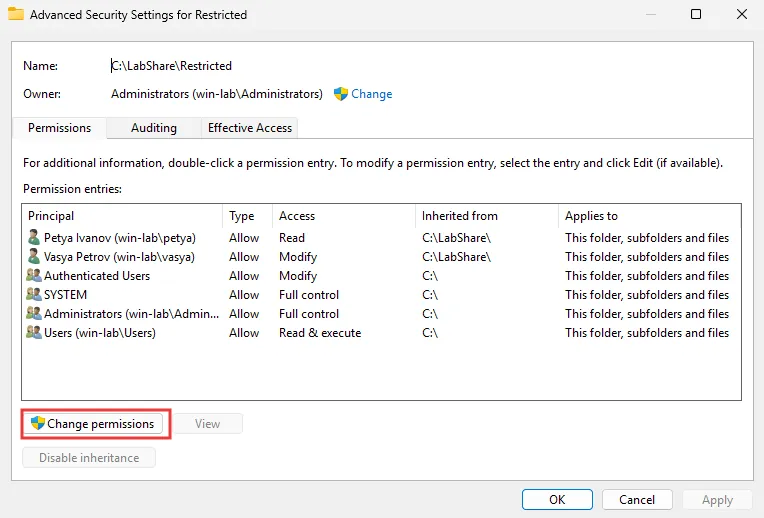 Advanced Security Settings for Restricted
Name: C:\LabShare\Restricted
Owner: Administrators (win-lab\Administrators) Change
Permissions Auditing Effective Access
For additional information, double-click a permission entry. To modify a permission entry, select the entry and click Edit (if available).
Permission entries:
Principal Type Access Inherited from Applies to
Petya Ivanov (win-lab\petya) Allow Read C:\LabShare\ This folder, subfolders and files
Vasya Petrov (win-lab\vasya) Allow Modify C:\LabShare\ This folder, subfolders and files
Authenticated Users Allow Modify C:\ This folder, subfolders and files
SYSTEM Allow Full control C:\ This folder, subfolders and files
Administrators (win-lab\Admin... Allow Full control C:\ This folder, subfolders and files
Users (win-lab\Users) Allow Read & execute C:\ This folder, subfolders and files
Change permissions View
Disable inheritance
OK Cancel Apply